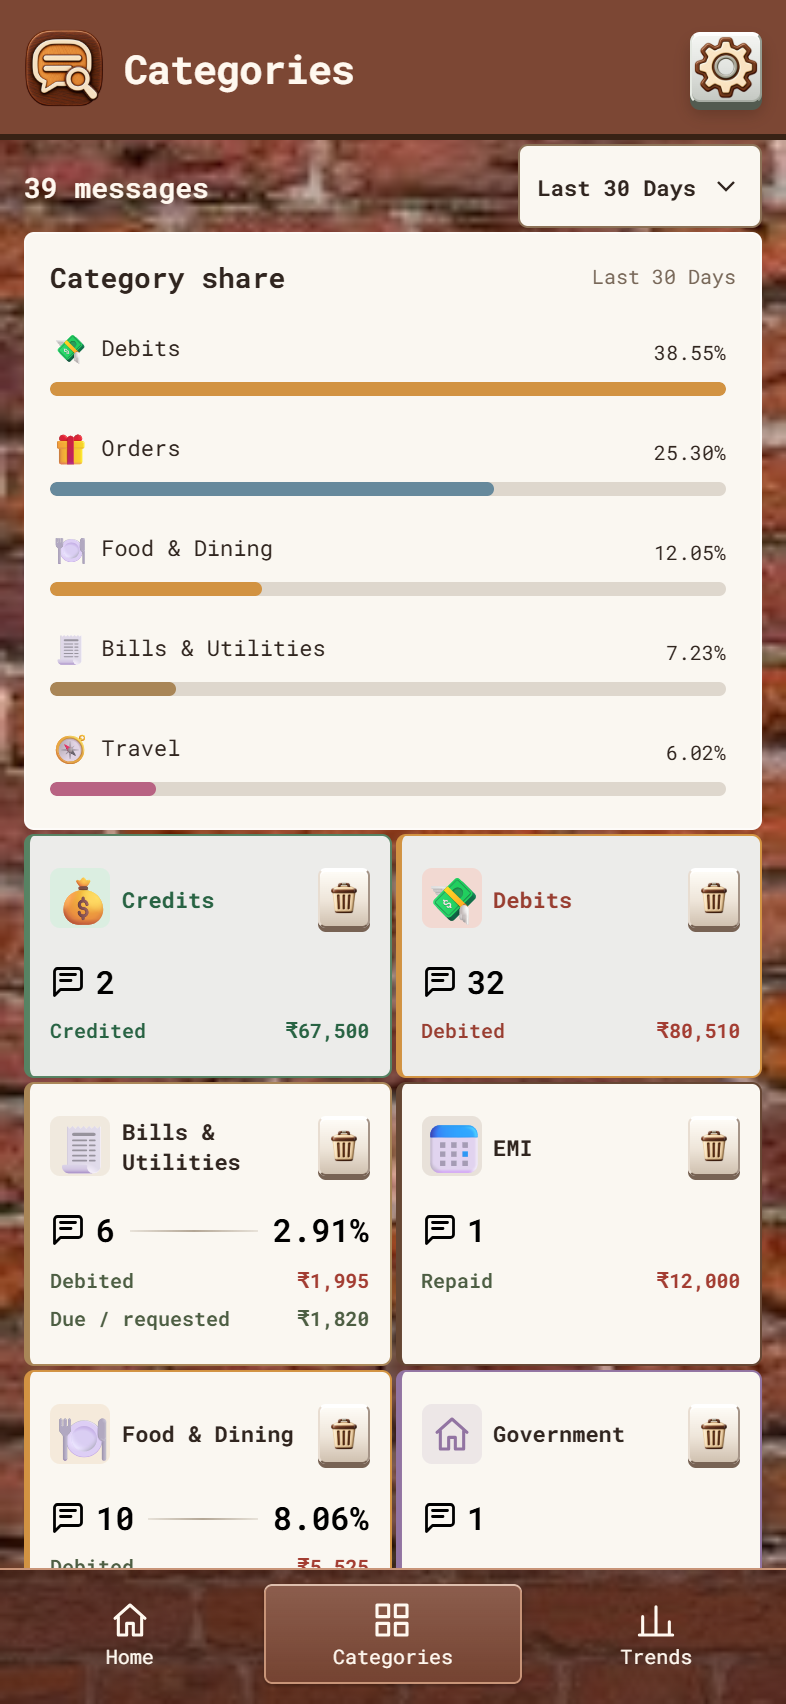 Categories
39 messages
Last 30 Days
Category share
Last 30 Days
Debits
38.55%
Orders
25.30%
Food & Dining
12.05%
Bills & Utilities
7.23%
Travel
6.02%
Credits
2
Credited ₹67,500
Debits
32
Debited ₹80,510
Bills &
Utilities
6 2.91%
Debited ₹1,995
Due / requested ₹1,820
EMI
1
Repaid ₹12,000
Food & Dining
10 8.06%
Debited ₹5,525
Government
1
Home
Categories
Trends